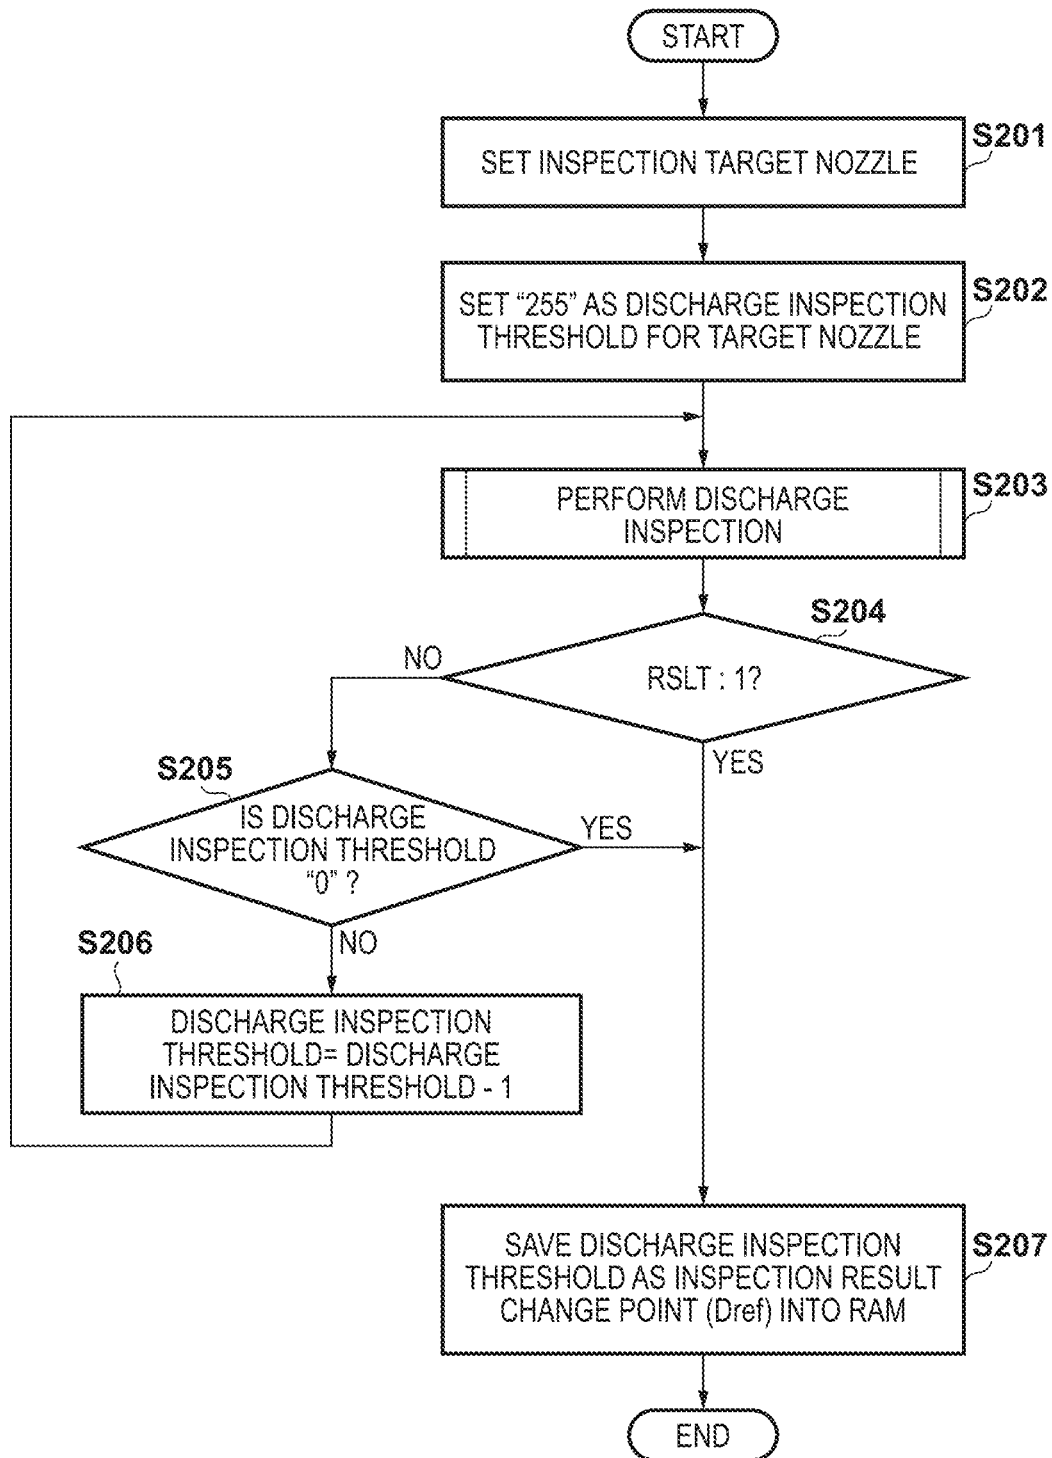 START
S201
SET INSPECTION TARGET NOZZLE
S202
SET “255” AS DISCHARGE INSPECTION
THRESHOLD FOR TARGET NOZZLE
S203
PERFORM DISCHARGE
INSPECTION
S204
NO
RSLT : 1?
YES
S205
IS DISCHARGE
INSPECTION THRESHOLD
“0” ?
YES
NO
S206
DISCHARGE INSPECTION
THRESHOLD= DISCHARGE
INSPECTION THRESHOLD - 1
SAVE DISCHARGE INSPECTION
S207
THRESHOLD AS INSPECTION RESULT
CHANGE POINT (Dref) INTO RAM
END